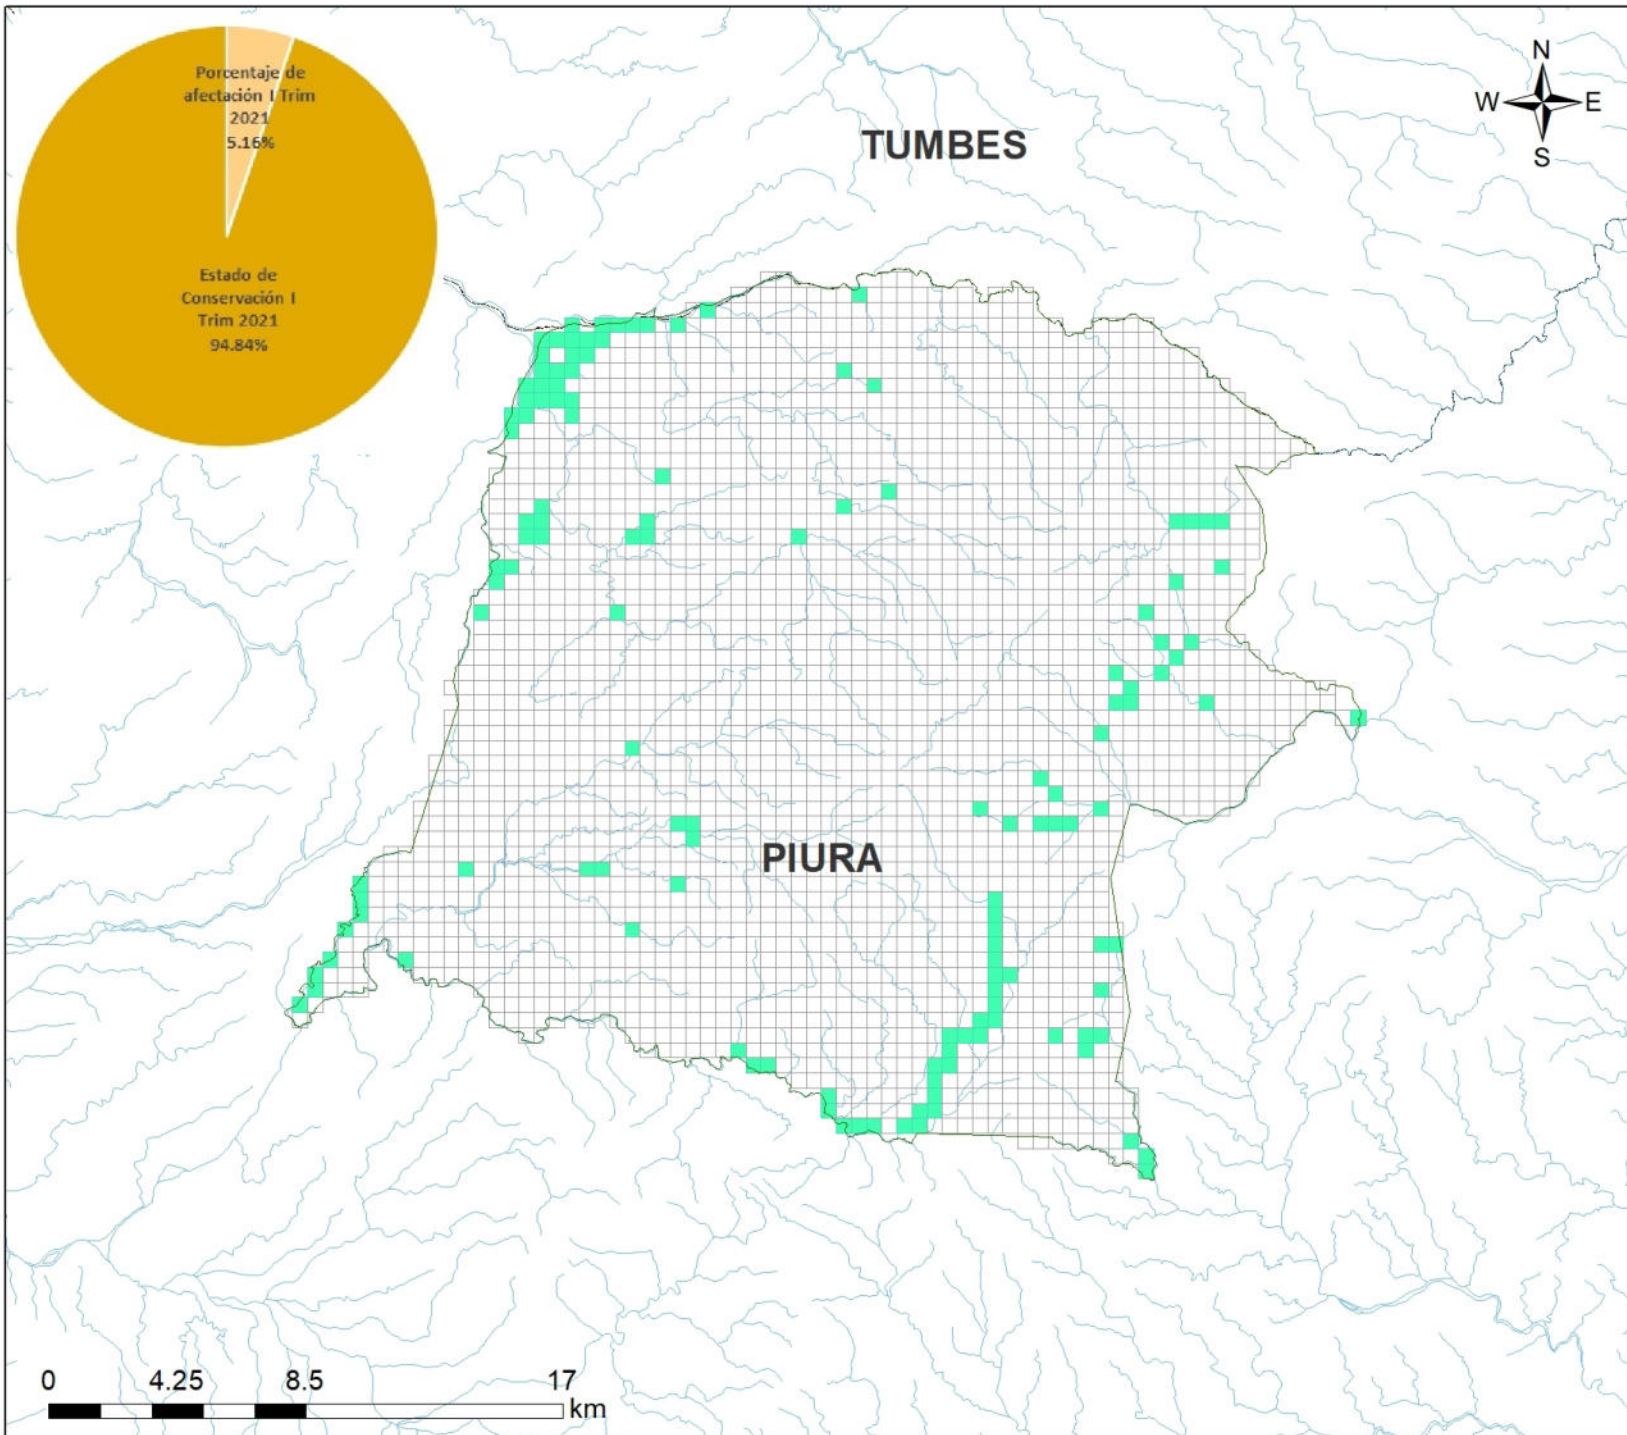 Porcentaje de
afectación I Trim
2021
5.16%
Estado de
Conservación I
Trim 2021
94.84%
TUMBES
N
W
E
S
PIURA
0
4.25
8.5
17
km